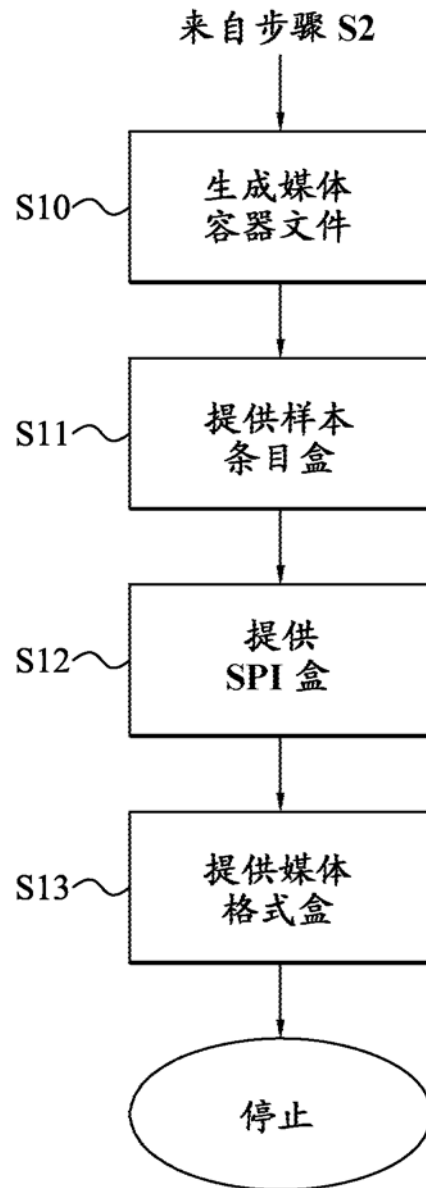 来自步骤 S2
S10
生成媒体
容器文件
S11
提供样本
条目盒
S12
提供
SPI 盒
S13
提供媒体
格式盒
停止